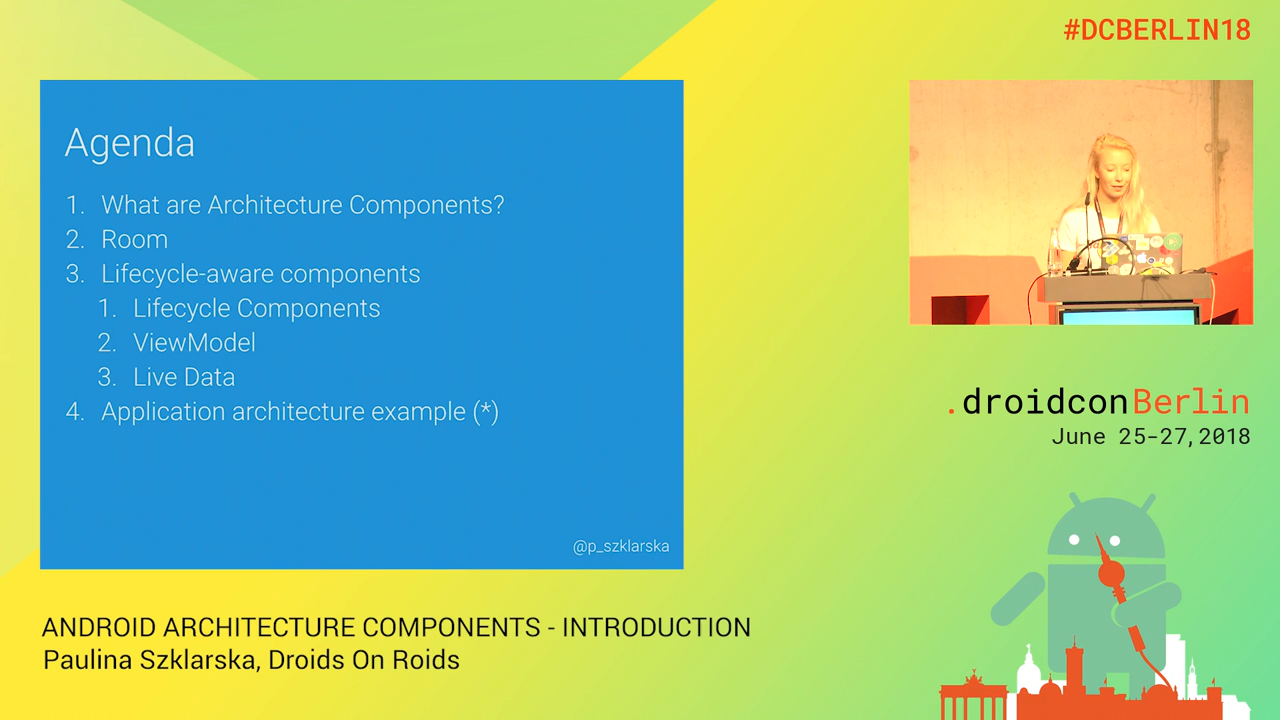 #DCBERLIN18
Agenda
1. What are Architecture Components?
2. Room
3. Lifecycle-aware components
1. Lifecycle Components
2. ViewModel
3. Live Data
4. Application architecture example (*)
@p_szklarska
.droidconBerlin
June 25-27, 2018
ANDROID ARCHITECTURE COMPONENTS - INTRODUCTION
Paulina Szklarska, Droids On Roids